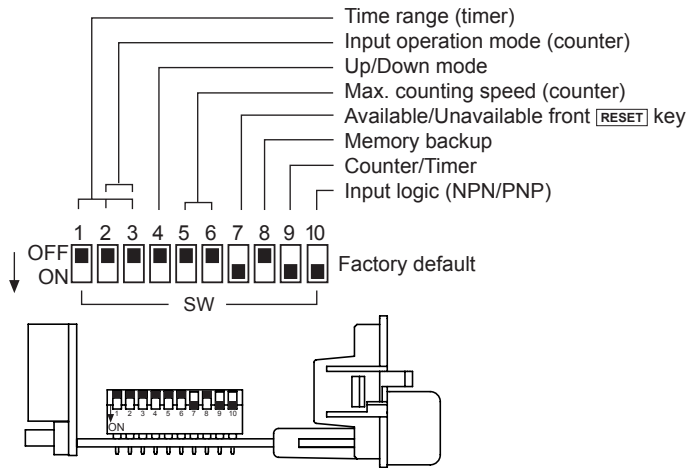 Time range (timer)
Input operation mode (counter)
Up/Down mode
Max. counting speed (counter)
Available/Unavailable front RESET key
Memory backup
Counter/Timer
Input logic (NPN/PNP)
1 2 3 4 5 6 7 8 9 10
OFF
ON
Factory default
SW
1 2 3 4 5 6 7 8 9 10
ON